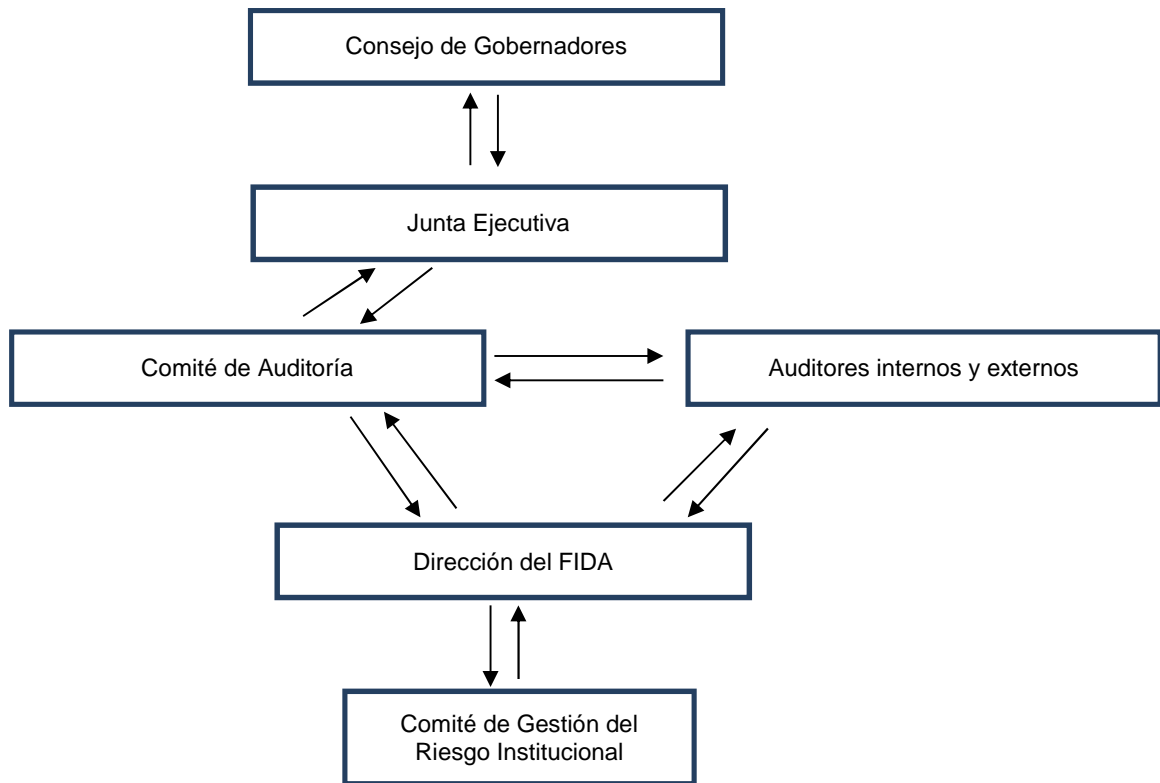 Consejo de Gobernadores
Junta Ejecutiva
Comité de Auditoría
Auditores internos y externos
Dirección del FIDA
Comité de Gestión del
Riesgo Institucional